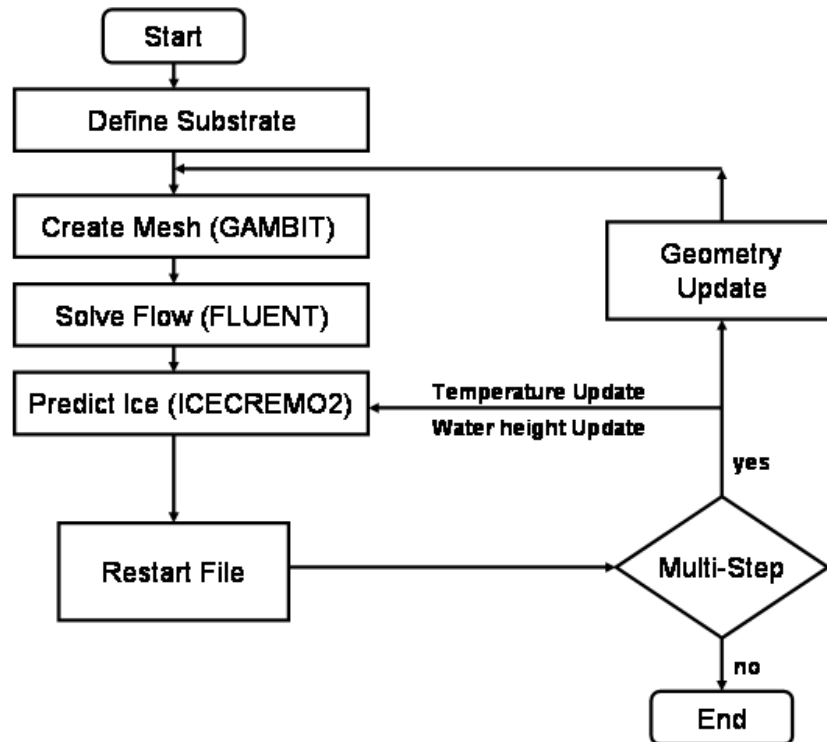 Start
Define Substrate
Create Mesh (GAMBIT)
Geometry
Update
Solve Flow (FLUENT)
Predict Ice (ICECREMO2)
Temperature Update
Water height Update
yes
Restart File
Multi-Step
no
End